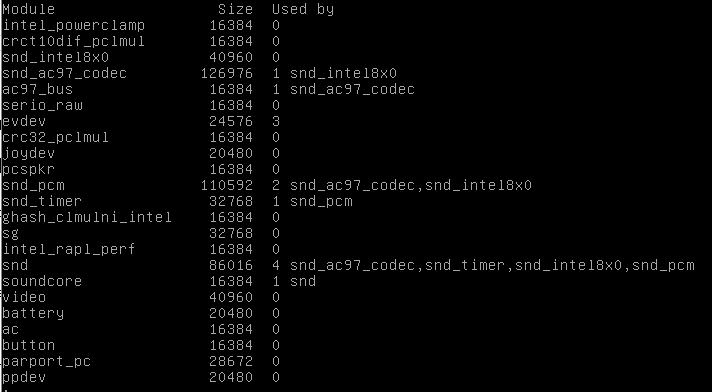 Module Size Used by
intel_powerclamp 16384 0
crct10dif_pclmul 16384 0
snd_intel8x0 40960 0
snd_ac97_codec 126976 1 snd_intel8x0
ac97_bus 16384 1 snd_ac97_codec
serio_raw 16384 0
evdev 24576 3
crc32_pclmul 16384 0
joydev 20480 0
pcspkr 16384 0
snd_pcm 110592 2 snd_ac97_codec,snd_intel8x0
snd_timer 32768 1 snd_pcm
ghash_clmulni_intel 16384 0
sg 32768 0
intel_rapl_perf 16384 0
snd 86016 4 snd_ac97_codec,snd_timer,snd_intel8x0,snd_pcm
soundcore 16384 1 snd
video 40960 0
battery 20480 0
ac 16384 0
button 16384 0
parport_pc 28672 0
ppdev 20480 0